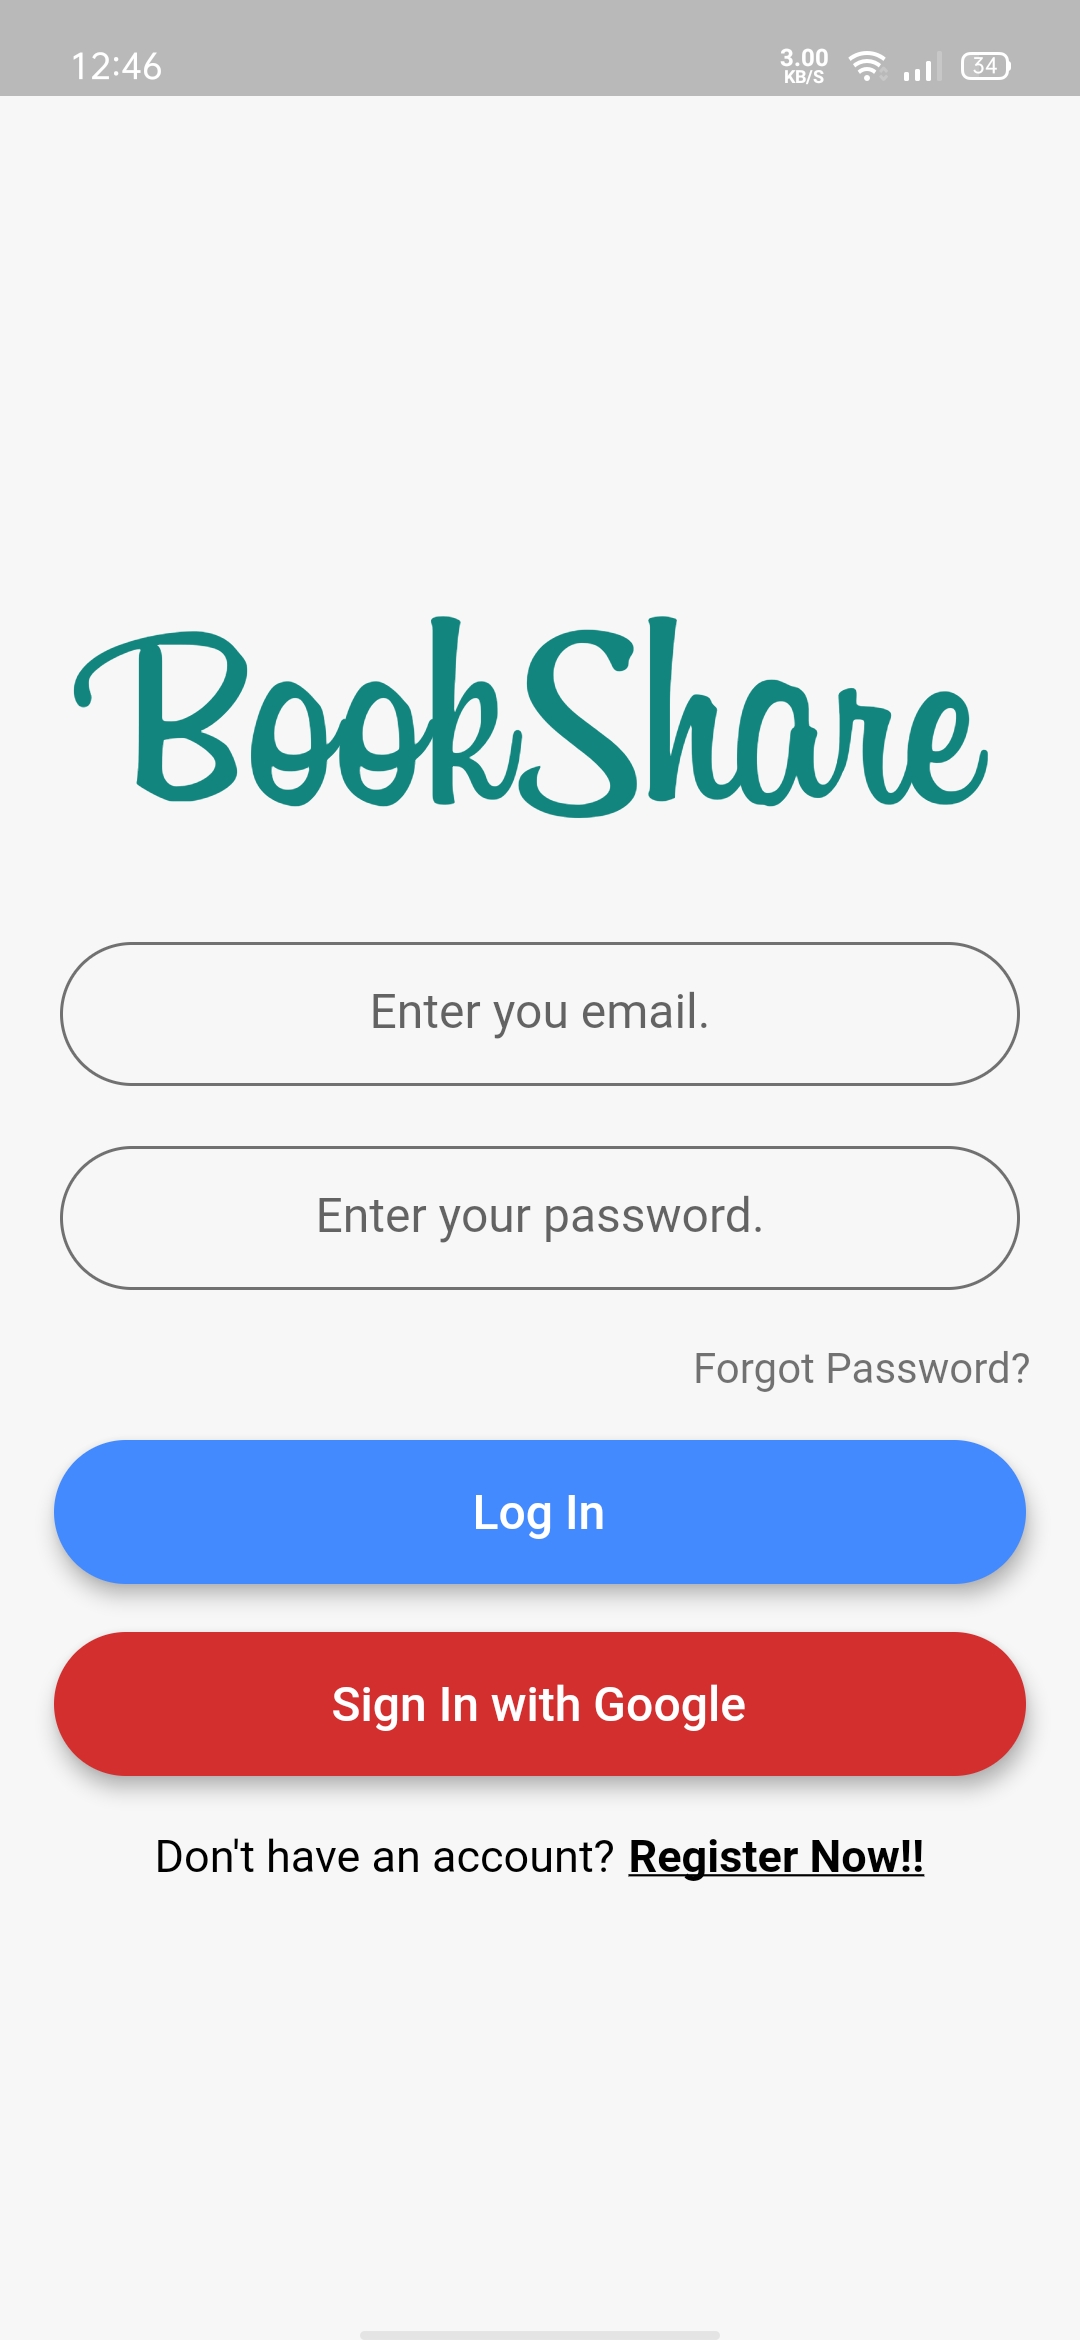 12:46
3.00
KB/S
34
BookShare
Enter you email.
Enter your password.
Forgot Password?
Log In
Sign In with Google
Don't have an account? Register Now!!